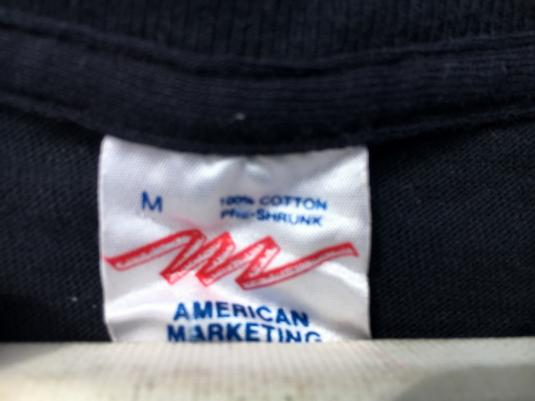 M
100% COTTON
PRE-SHRUNK
AMERICAN
MARKETING